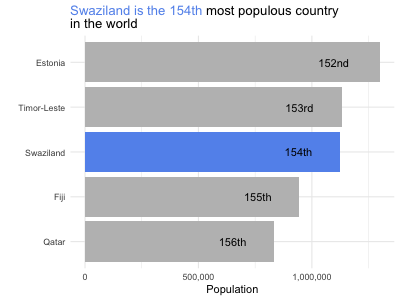 Swaziland is the 154th most populous country
in the world
Estonia
152nd
Timor-Leste
153rd
Swaziland
154th
Fiji
155th
Qatar
156th
0
500,000
1,000,000
Population